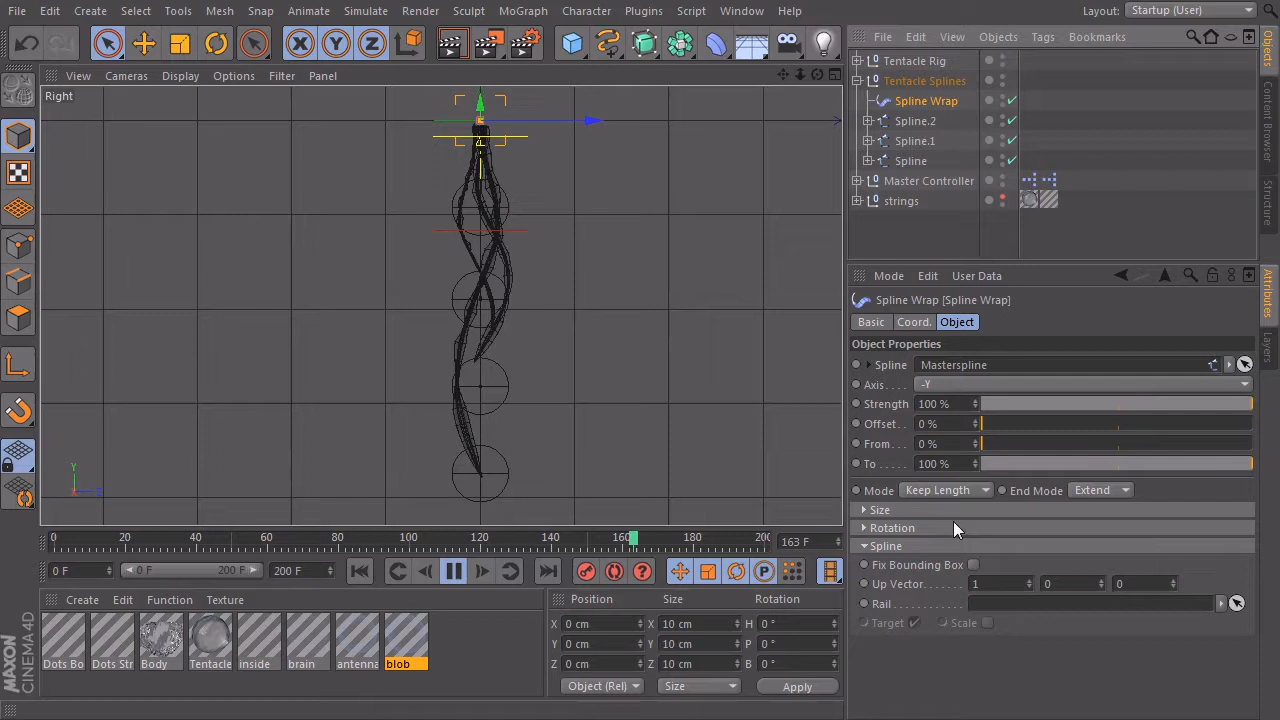 File Edit Create Select Tools Mesh Snap Animate Simulate Render Sculpt MoGraph Character Plugins Script Window Help Layout: Startup (User)
X Y Z
View Cameras Display Options Filter Panel
Right
Y
0 20 40 60 80 100 120 140 160 180 200 163 F
0 F 0 F 200 F 200 F
P
Create Edit Function Texture
Dots Bo Dots Str Body Tentacle inside brain antenna blob
Position Size Rotation
X 0 cm X 10 cm H 0 °
Y 0 cm Y 10 cm P 0 °
Z 0 cm Z 10 cm B 0 °
Object (Rel) Size Apply
MAXON
CINEMA 4D
File Edit View Objects Tags Bookmarks
Tentacle Rig
Tentacle Splines
Spline Wrap
Spline.2
Spline.1
Spline
Master Controller
strings
Objects
Content Browser
Structure
Mode Edit User Data
Spline Wrap [Spline Wrap]
Basic Coord. Object
Object Properties
Spline Masterspline
Axis. . . . -Y
Strength 100 %
Offset. . 0 %
From. . . 0 %
To . . . . . 100 %
Mode Keep Length End Mode Extend
Size
Rotation
Spline
Fix Bounding Box
Up Vector. . . . . . . 1 0 0
Rail. . . . . . . . . . . . .
Target Scale
Attributes
Layers